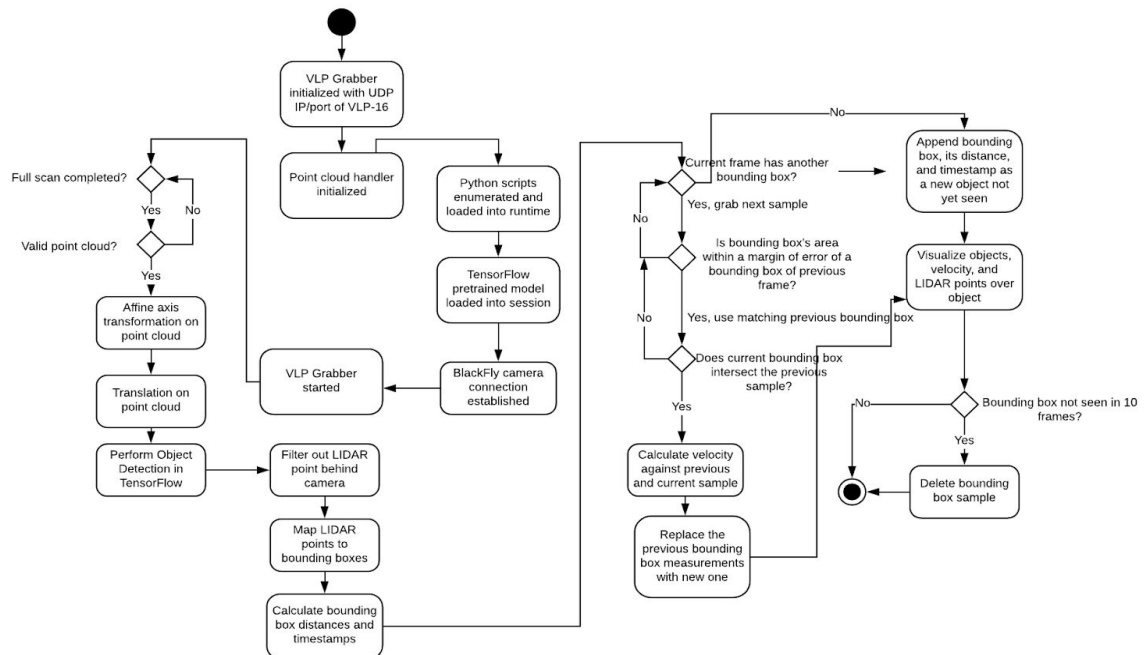 VLP Grabber
initialized with UDP
IP/port of VLP-16
Point cloud handler
initialized
Python scripts
enumerated and
loaded into runtime
TensorFlow
pretrained model
loaded into session
BlackFly camera
connection
established
VLP Grabber
started
Full scan completed?
Yes
No
Valid point cloud?
Yes
Affine axis
transformation on
point cloud
Translation on
point cloud
Perform Object
Detection in
TensorFlow
Filter out LIDAR
point behind
camera
Map LIDAR
points to
bounding boxes
Calculate bounding
box distances and
timestamps
Current frame has another
bounding box?
No
Yes, grab next sample
No
Is bounding box's area
within a margin of error of a
bounding box of previous
frame?
No
Yes, use matching previous bounding box
Does current bounding box
intersect the previous
sample?
Yes
Calculate velocity
against previous
and current sample
Replace the
previous bounding
box measurements
with new one
Append bounding
box, its distance,
and timestamp as
a new object not
yet seen
Visualize objects,
velocity, and
LIDAR points over
object
Bounding box not seen in 10
frames?
No
Yes
Delete bounding
box sample